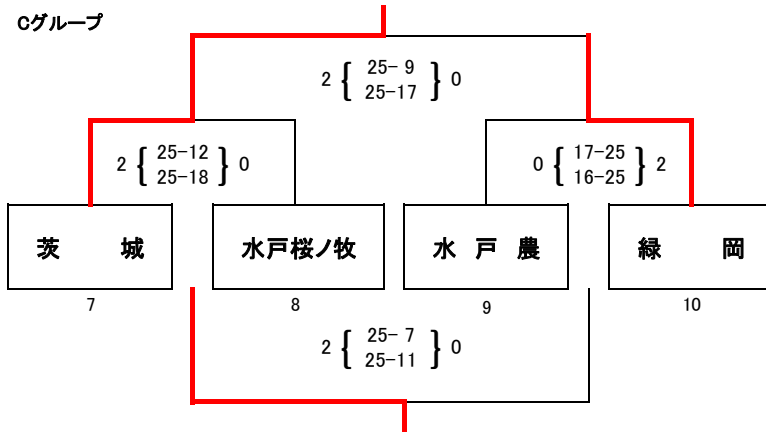 Cグループ
2 { 25- 9 } 0
25-17
2 { 25-12 } 0
25-18
0 { 17-25 } 2
16-25
茨 城
水戸桜ノ牧
水 戸 農
緑 岡
7
8
9
10
2 { 25- 7 } 0
25-11